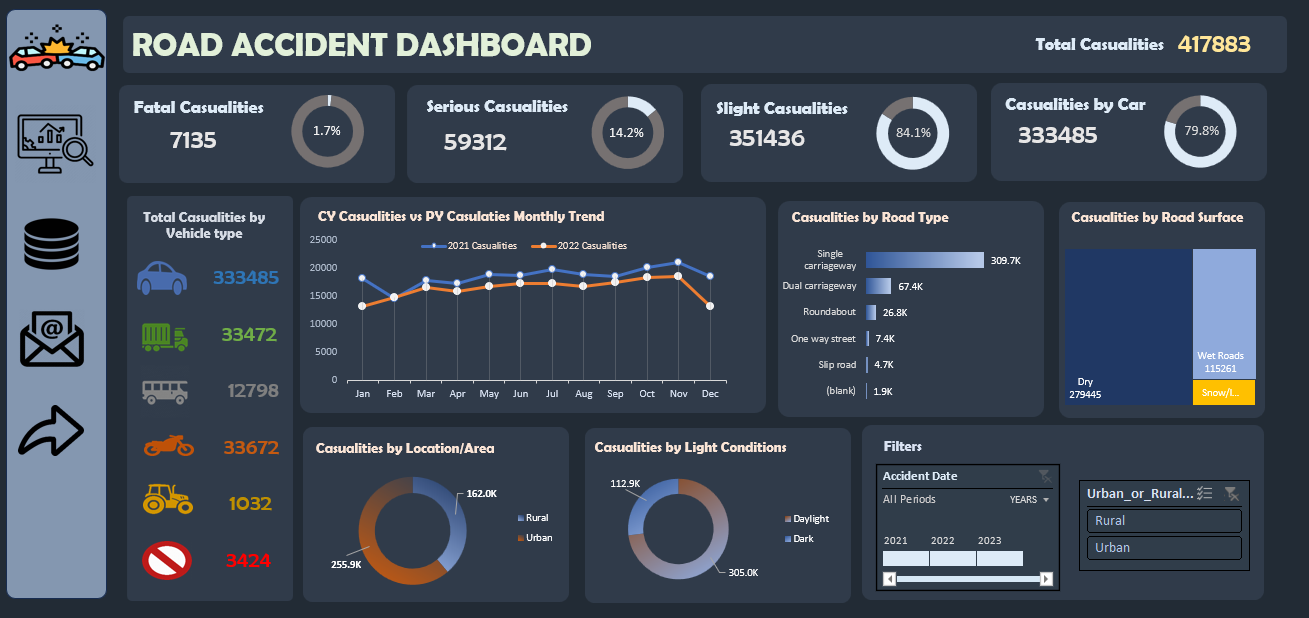 ROAD ACCIDENT DASHBOARD
Total Casualities 417883
Fatal Casualities
7135
1.7%
Serious Casualities
59312
14.2%
Slight Casualities
351436
84.1%
Casualities by Car
333485
79.8%
Total Casualities by
Vehicle type
333485
33472
12798
33672
1032
3424
CY Casualities vs PY Casulaties Monthly Trend
2021 Casualities 2022 Casualities
25000
20000
15000
10000
5000
0
Jan Feb Mar Apr May Jun Jul Aug Sep Oct Nov Dec
Casualities by Road Type
Single
carriageway 309.7K
Dual carriageway 67.4K
Roundabout 26.8K
One way street 7.4K
Slip road 4.7K
(blank) 1.9K
Casualities by Road Surface
Dry
279445
Wet Roads
115261
Snow/I...
Casualities by Location/Area
162.0K
255.9K
Rural
Urban
Casualities by Light Conditions
112.9K
305.0K
Daylight
Dark
Filters
Accident Date
All Periods YEARS
2021 2022 2023
Urban_or_Rural...
Rural
Urban
@